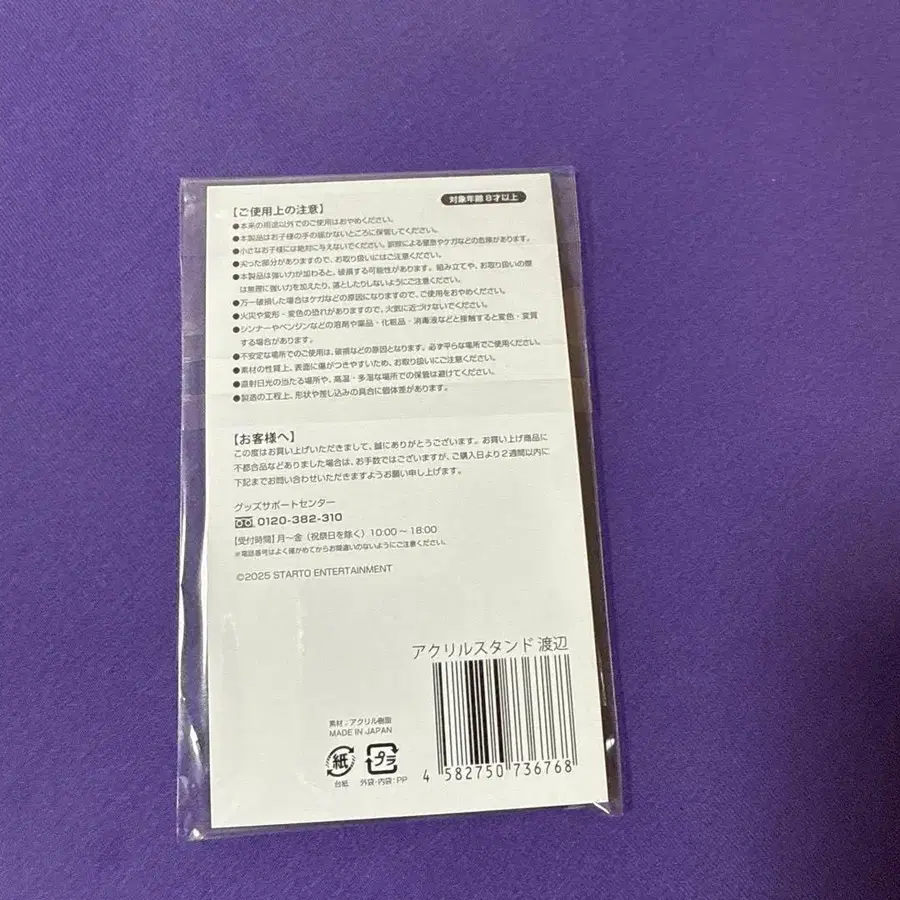 対象年齢8才以上
【ご使用上の注意】
●本来の用途以外でのご使用はおやめください。
●本製品はお子様の手の届かないところに保管してください。
●小さなお子様には絶対に与えないでください。誤飲による窒息やケガなどの危険があります。
●尖った部分がありますので、お取り扱いにはご注意ください。
●本製品は強い力が加わると、破損する可能性があります。組み立てや、お取り扱いの際
は無理に強い力を加えたり、落としたりしないようにご注意ください。
●万一破損した場合はケガなどの原因になりますので、ご使用をおやめください。
●火災や変形・変色の恐れがありますので、火気に近づけないでください。
●シンナーやベンジンなどの溶剤や薬品・化粧品・消毒液などと接触すると変色・変質
する場合があります。
●不安定な場所でのご使用は、破損などの原因となります。必ず平らな場所でご使用ください。
●素材の性質上、表面に傷がつきやすいため、お取り扱いにご注意ください。
●直射日光の当たる場所や、高温・多湿な場所での保管は避けてください。
●製造の工程上、形状や差し込みの具合に個体差があります。
【お客様へ】
この度はお買い上げいただきまして、誠にありがとうございます。お買い上げ商品に
不都合品などありました場合は、お手数ではございますが、ご購入日より2週間以内に
下記までお問い合わせいただきますようお願い申し上げます。
グッズサポートセンター
0120-382-310
【受付時間】月〜金（祝祭日を除く）10:00〜18:00
※電話番号はよく確かめてからお間違いのないようにご注意ください。
©2025 STARTO ENTERTAINMENT
アクリルスタンド 渡辺
素材：アクリル樹脂
MADE IN JAPAN
紙
プラ
台紙
外袋・内袋：PP
4 582750 736768